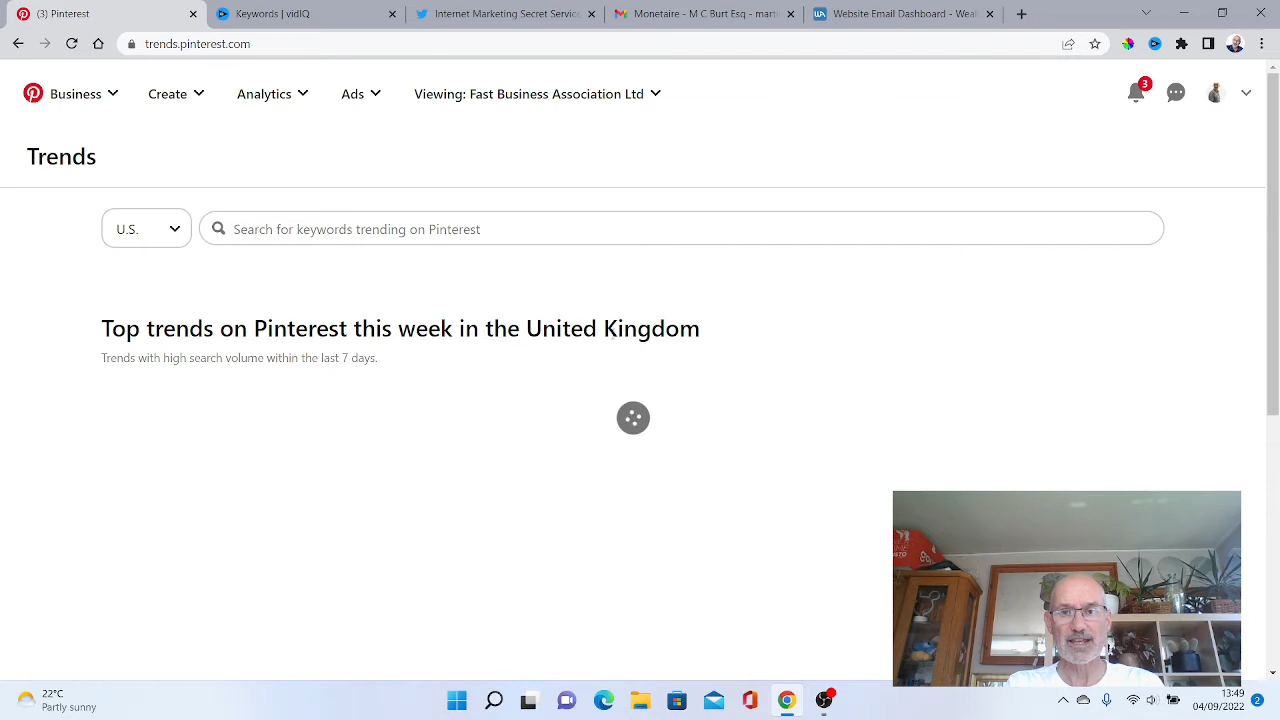 (3) Pinterest
Keywords | vidIQ
Internet Marketing Secret Service
Monetaire - M C Burt Esq - mart
Website Email Dashboard - Weal
trends.pinterest.com
Business
Create
Analytics
Ads
Viewing: Fast Business Association Ltd
3
Trends
U.S.
Search for keywords trending on Pinterest
Top trends on Pinterest this week in the United Kingdom
Trends with high search volume within the last 7 days.
22°C
Partly sunny
13:49
04/09/2022
2